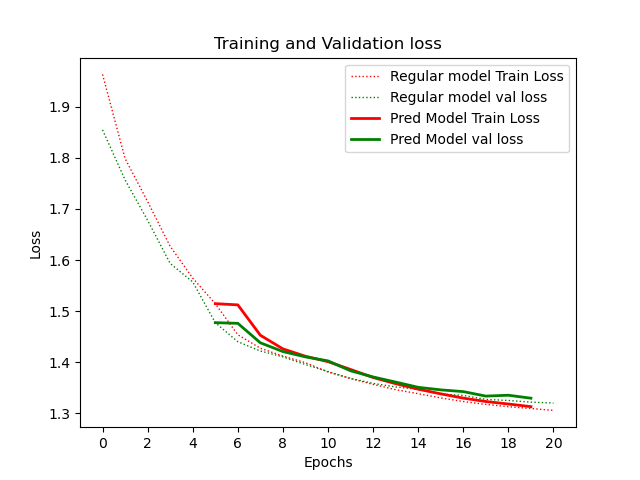 Training and Validation loss
Regular model Train Loss
Regular model val loss
Pred Model Train Loss
Pred Model val loss
1.9
1.8
1.7
1.6
1.5
1.4
1.3
Loss
0 2 4 6 8 10 12 14 16 18 20
Epochs